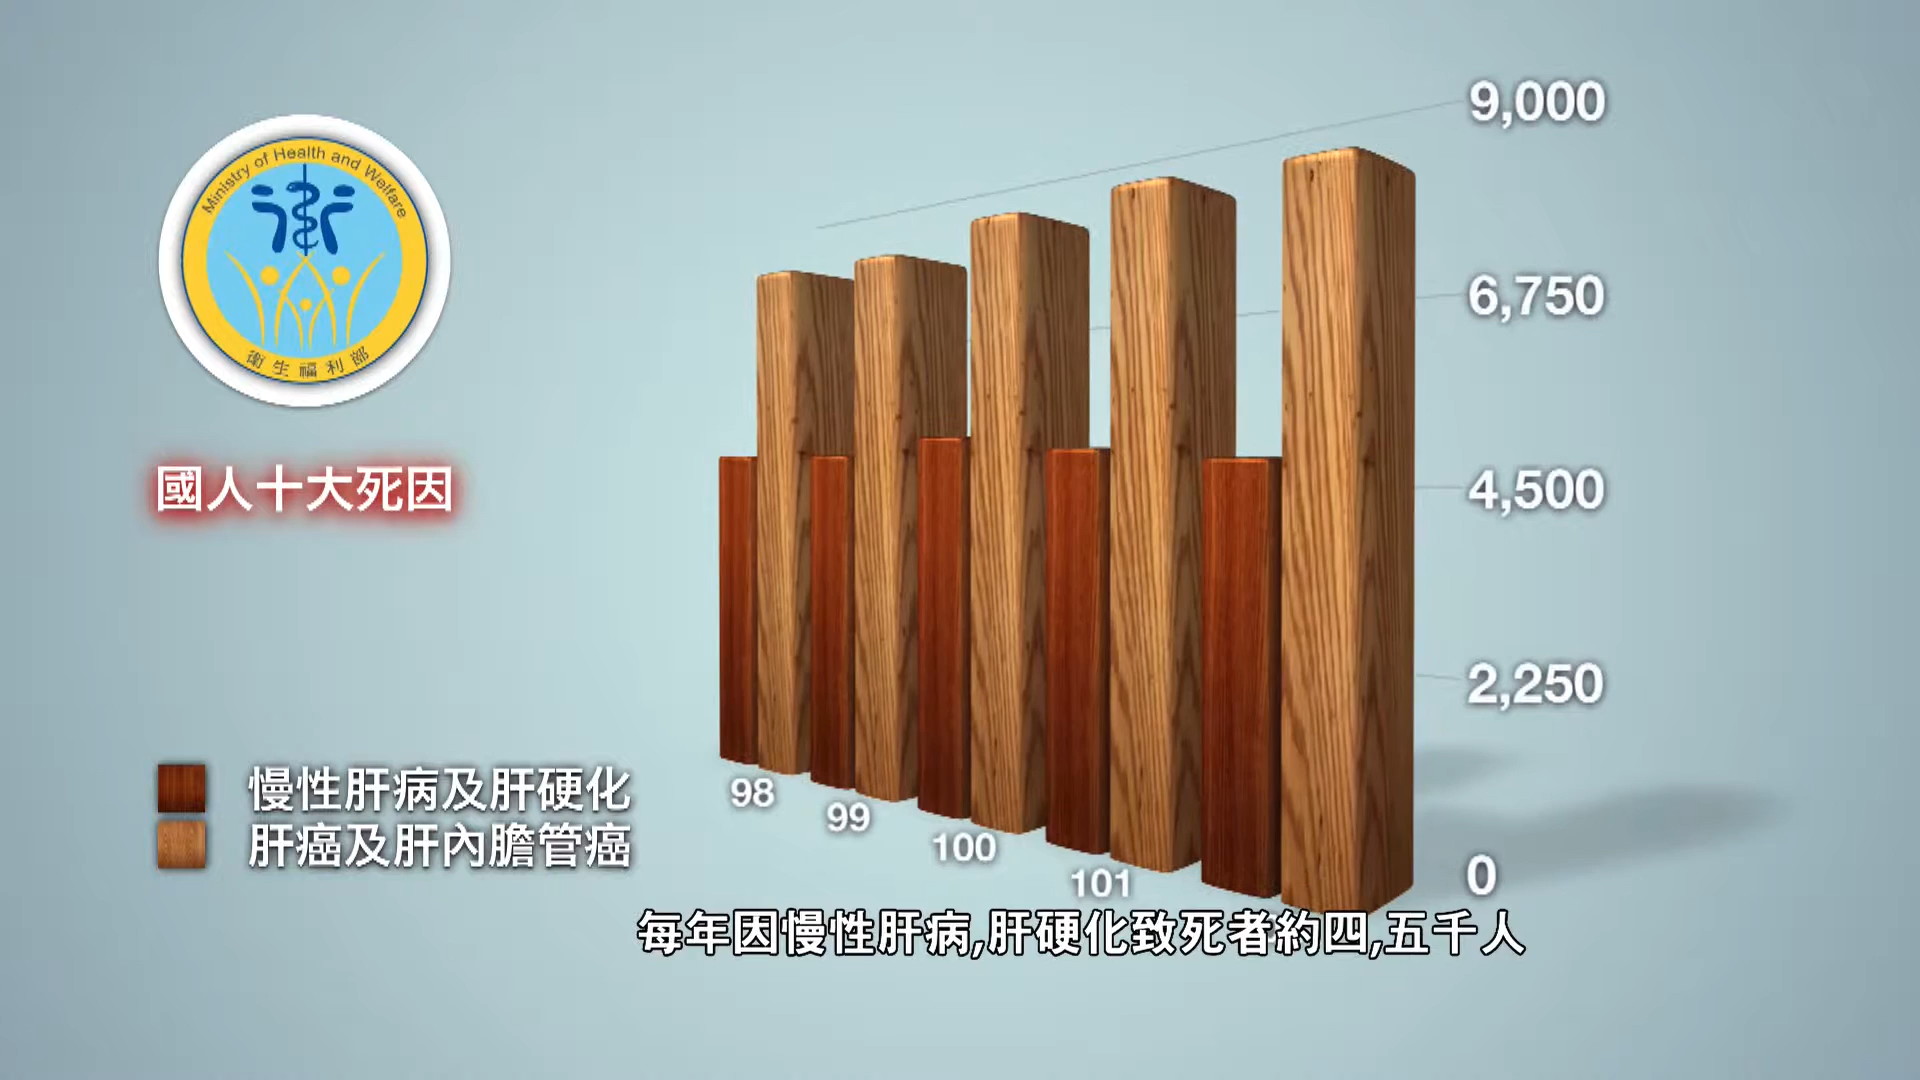 Ministry of Health and Welfare
衛生福利部
國人十大死因
慢性肝病及肝硬化
肝癌及肝內膽管癌
9,000
6,750
4,500
2,250
0
98
99
100
101
每年因慢性肝病,肝硬化致死者約四,五千人